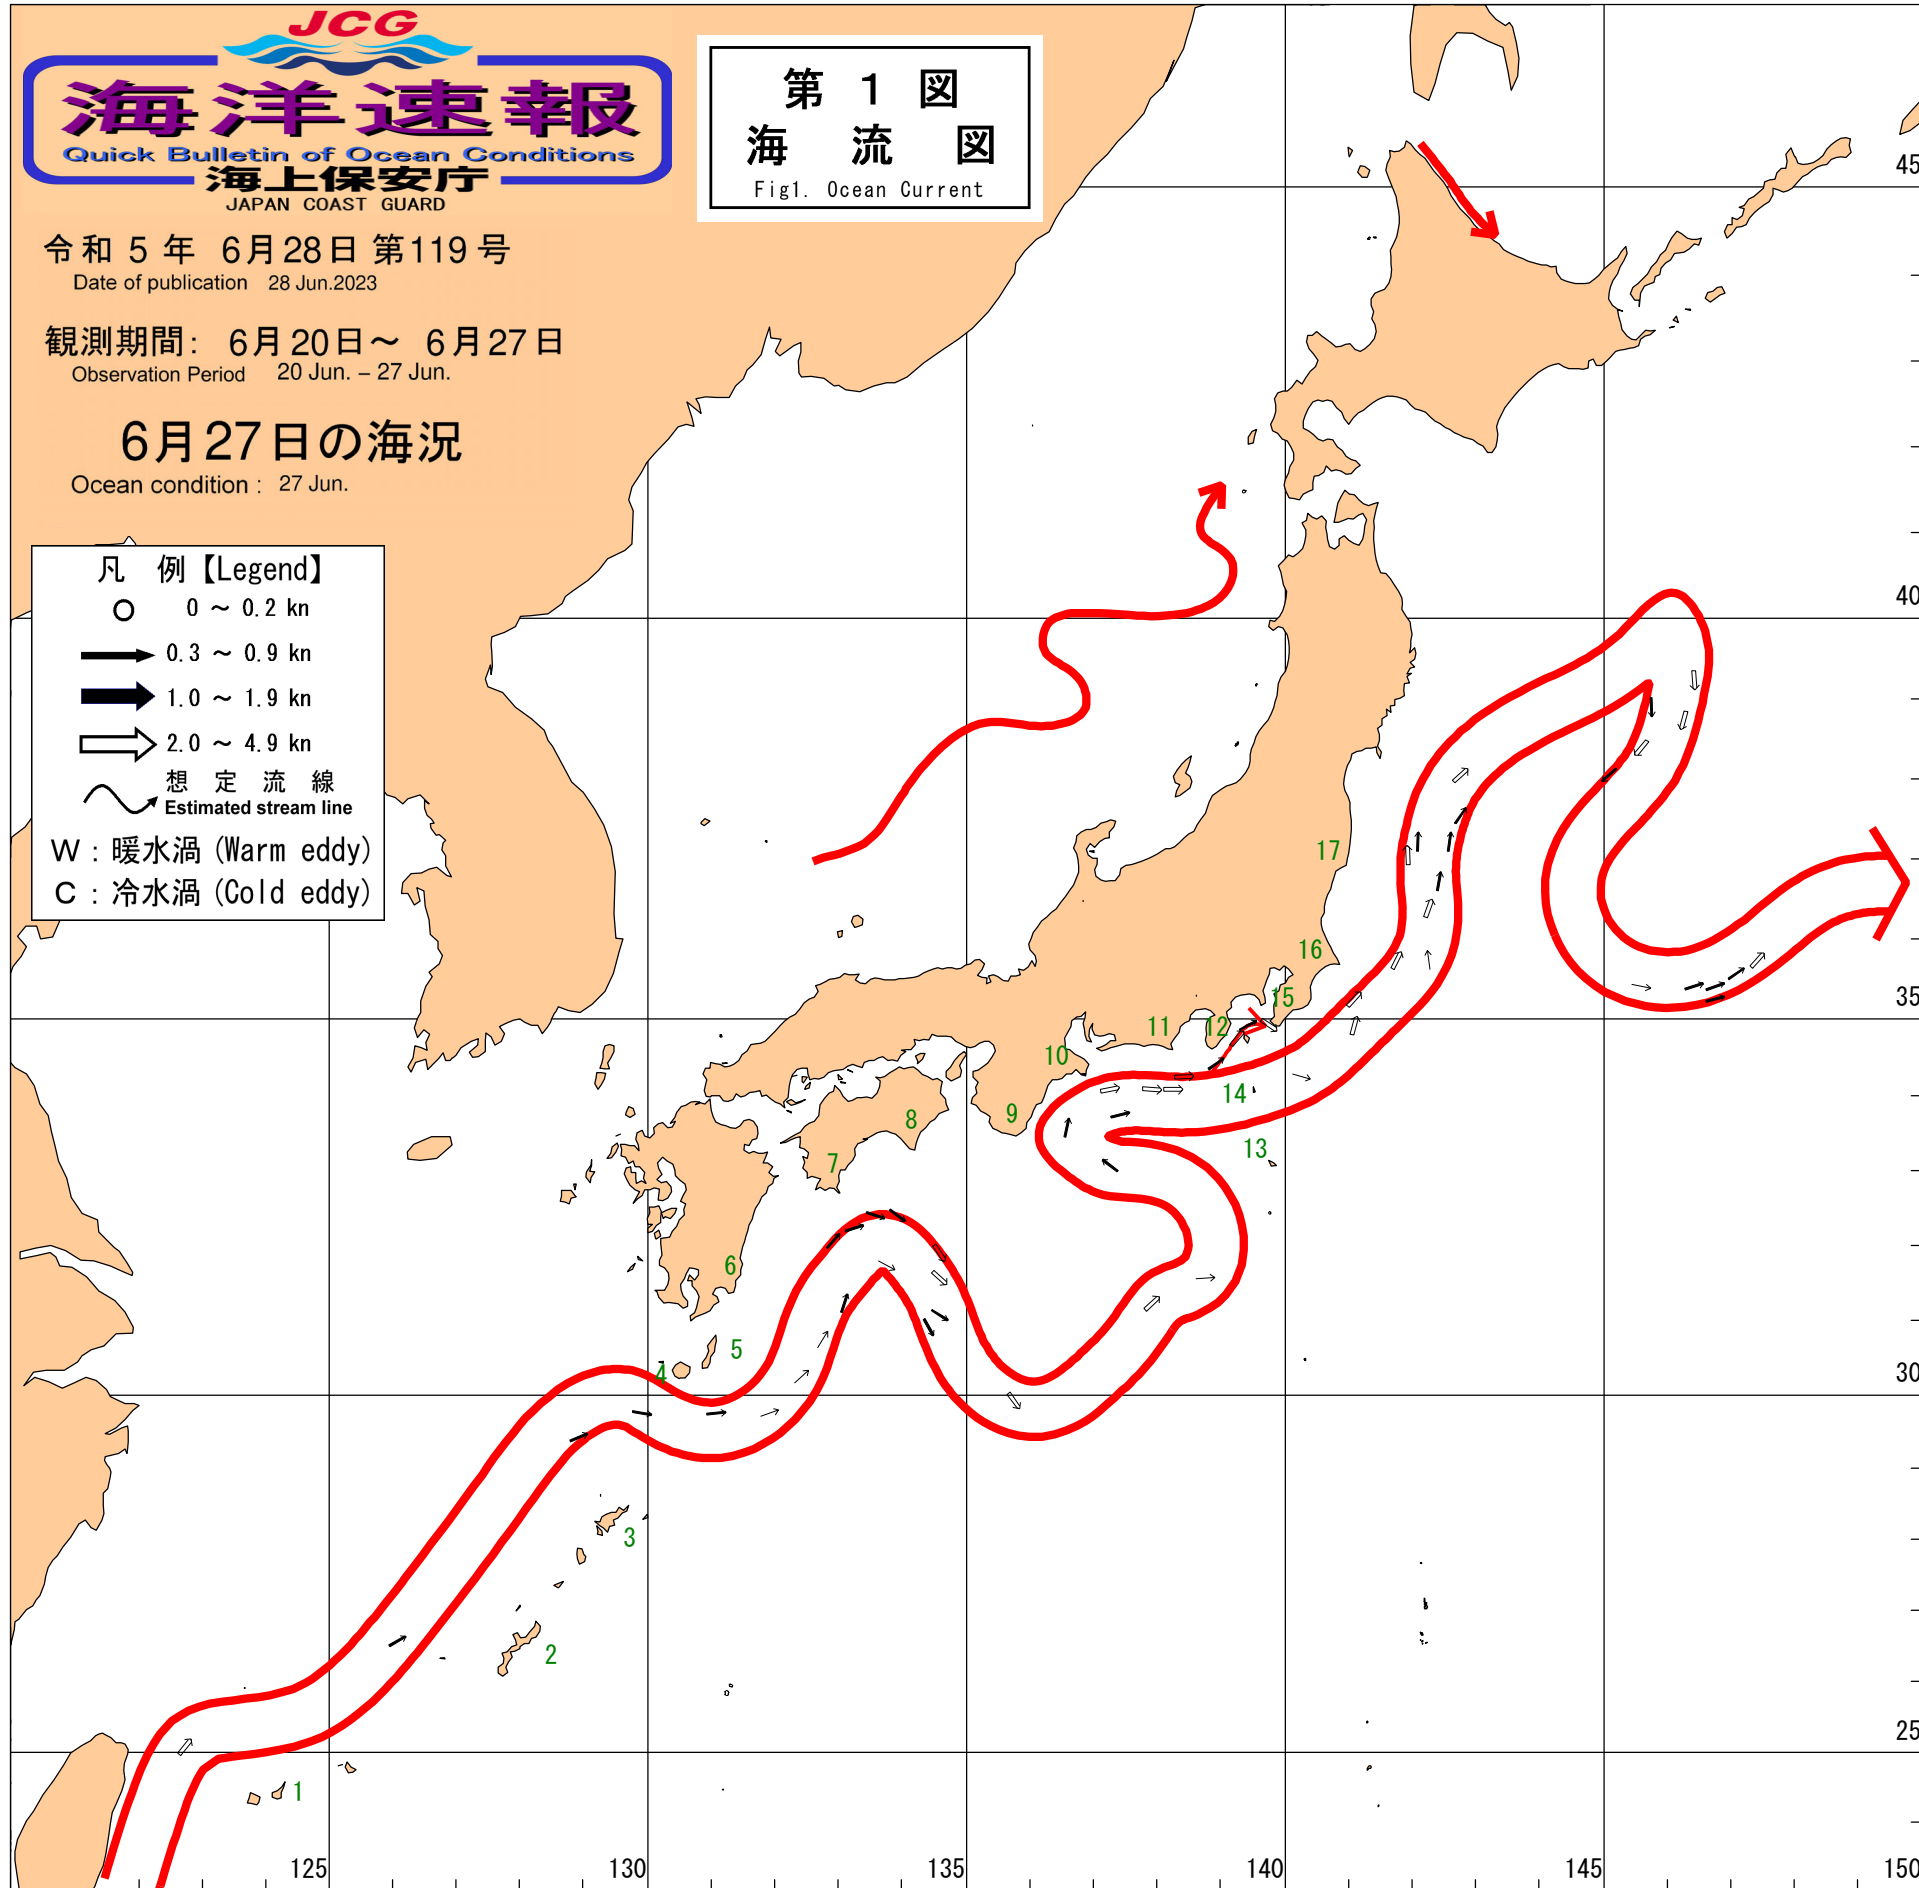 JCG
海洋速報
Quick Bulletin of Ocean Conditions
海上保安庁
JAPAN COAST GUARD
令和 5 年 6月28日 第119号
Date of publication 28 Jun.2023
観測期間: 6月20日～ 6月27日
Observation Period 20 Jun. – 27 Jun.
6月27日の海況
Ocean condition : 27 Jun.
第 1 図
海 流 図
Fig1. Ocean Current
凡 例【Legend】
0 ～ 0.2 kn
0.3 ～ 0.9 kn
1.0 ～ 1.9 kn
2.0 ～ 4.9 kn
想 定 流 線
Estimated stream line
W : 暖水渦 (Warm eddy)
C : 冷水渦 (Cold eddy)
45
40
35
30
25
17
16
15
14
13
12
11
10
9
8
7
6
5
4
3
2
1
125
130
135
140
145
150